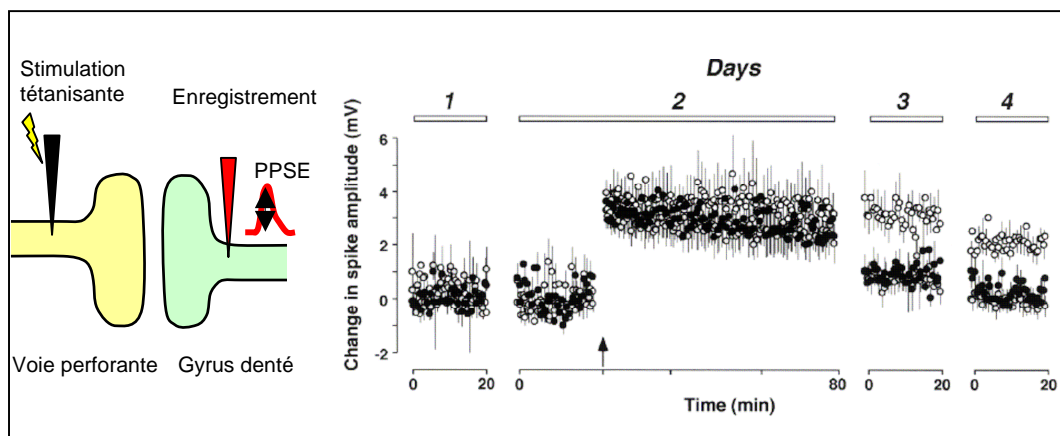 Stimulation
tétanisante
Enregistrement
PPSE
Voie perforante
Gyrus denté
Days
1
2
3
4
Change in spike amplitude (mV)
6
4
2
0
-2
0
20
0
80
0
20
0
20
Time (min)